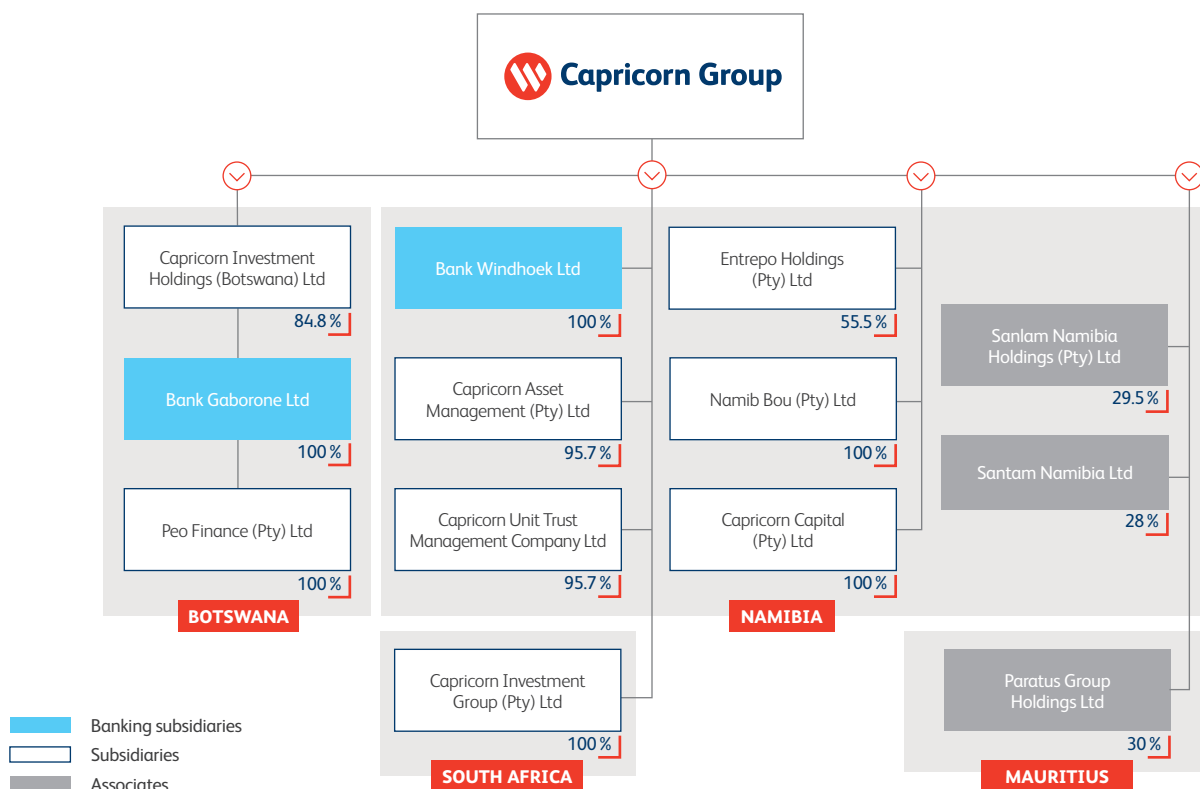 Capricorn Group
Capricorn Investment
Holdings (Botswana) Ltd
84.8 %
Bank Gaborone Ltd
100 %
Peo Finance (Pty) Ltd
100 %
BOTSWANA
Bank Windhoek Ltd
100 %
Capricorn Asset
Management (Pty) Ltd
95.7 %
Capricorn Unit Trust
Management Company Ltd
95.7 %
Entrepo Holdings
(Pty) Ltd
55.5 %
Namib Bou (Pty) Ltd
100 %
Capricorn Capital
(Pty) Ltd
100 %
Sanlam Namibia
Holdings (Pty) Ltd
29.5 %
Santam Namibia Ltd
28 %
NAMIBIA
Capricorn Investment
Group (Pty) Ltd
100 %
SOUTH AFRICA
Paratus Group
Holdings Ltd
30 %
MAURITIUS
Banking subsidiaries
Subsidiaries
Associates